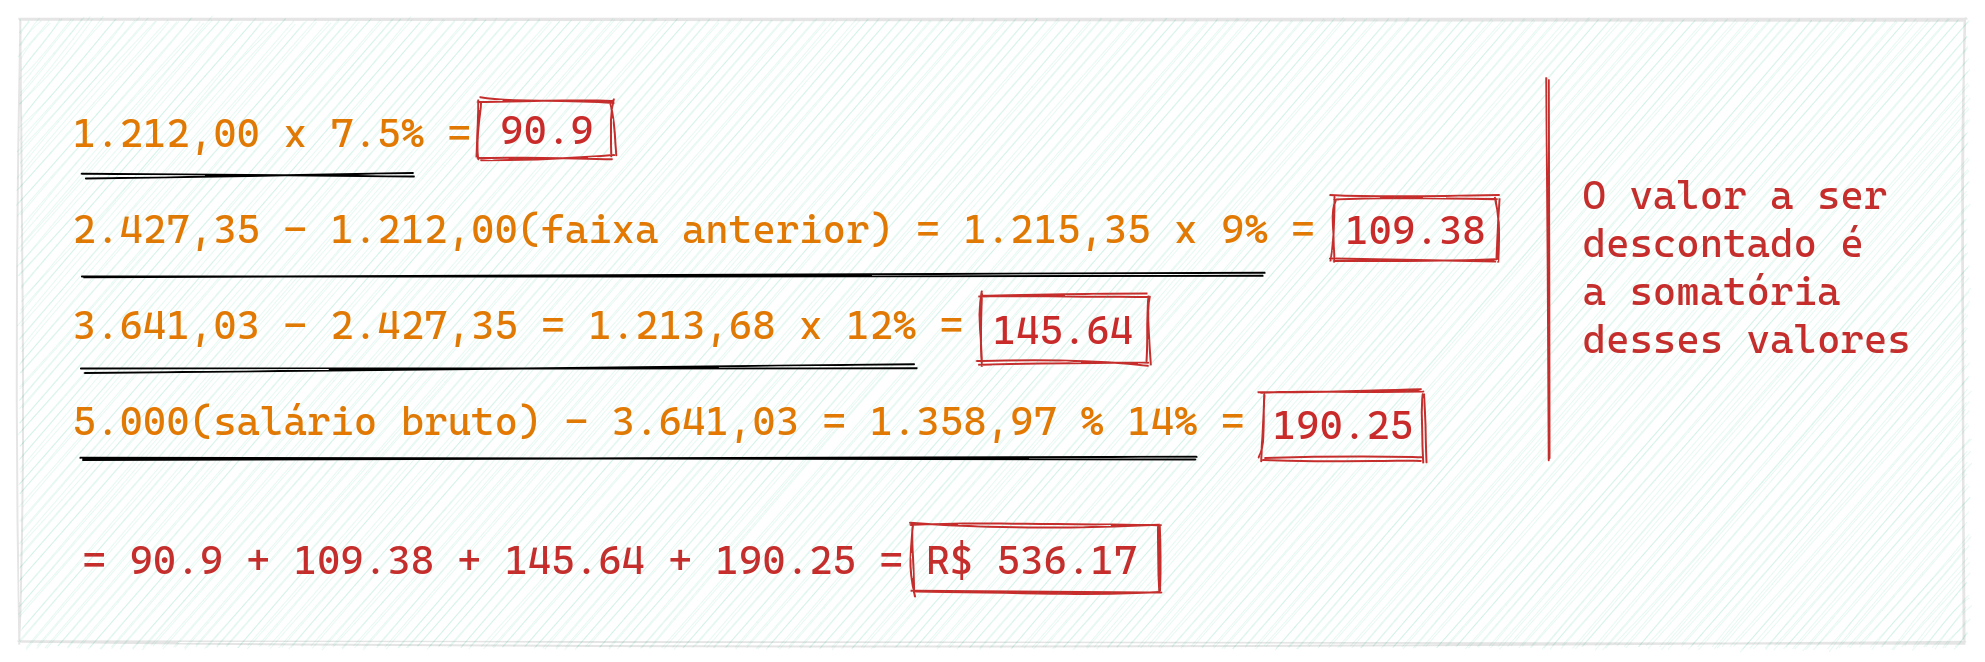 1.212,00 x 7.5% = 90.9
2.427,35 − 1.212,00(faixa anterior) = 1.215,35 x 9% = 109.38
3.641,03 − 2.427,35 = 1.213,68 x 12% = 145.64
5.000(salário bruto) − 3.641,03 = 1.358,97 % 14% = 190.25
= 90.9 + 109.38 + 145.64 + 190.25 = R$ 536.17
O valor a ser
descontado é
a somatória
desses valores